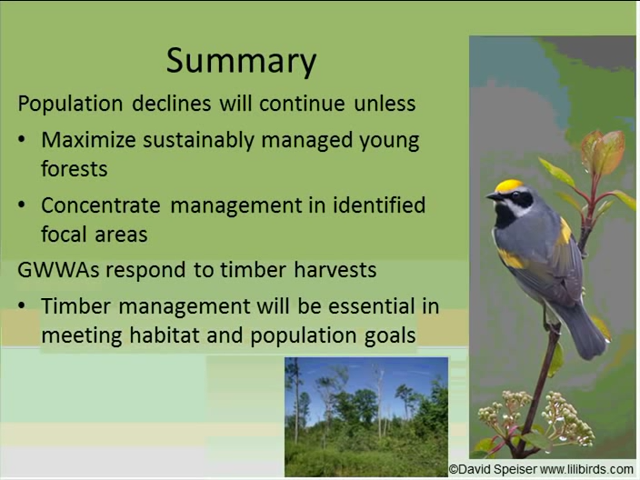 Summary
Population declines will continue unless
• Maximize sustainably managed young
forests
• Concentrate management in identified
focal areas
GWWAs respond to timber harvests
• Timber management will be essential in
meeting habitat and population goals
©David Speiser www.lilibirds.com